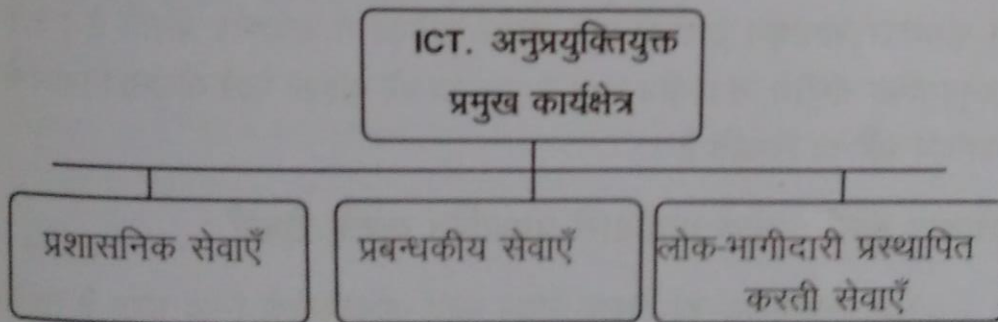 ICT. अनुप्रयुक्तियुक्त
प्रमुख कार्यक्षेत्र
प्रशासनिक सेवाएँ
प्रबन्धकीय सेवाएँ
लोक-भागीदारी प्रस्थापित
करती सेवाएँ